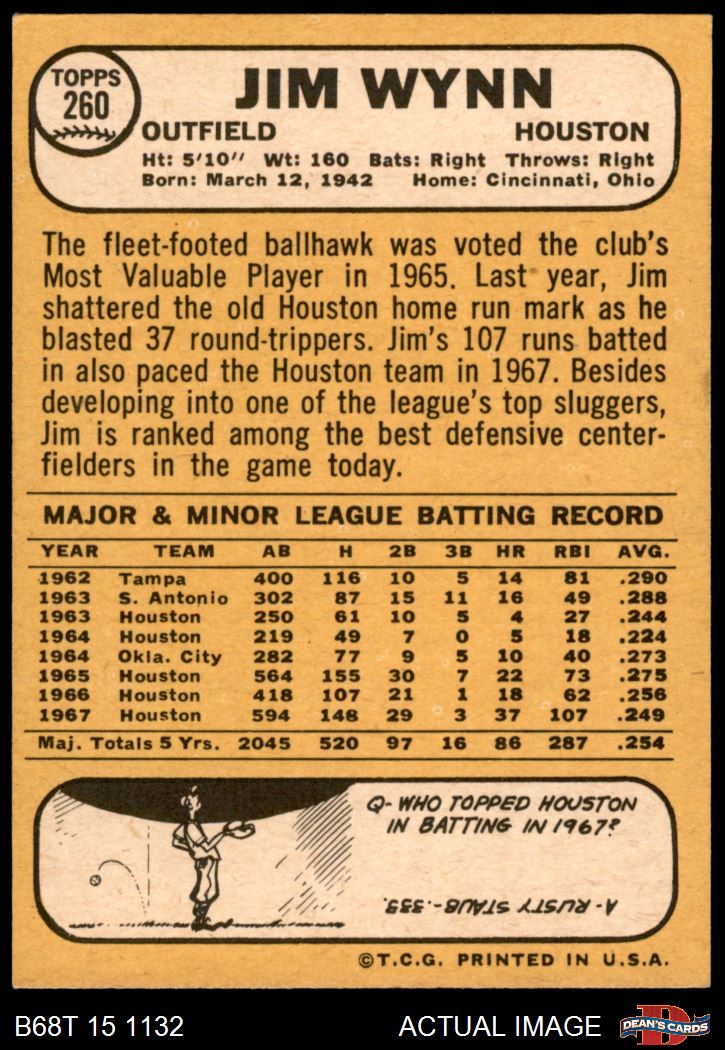 TOPPS
260
JIM WYNN
OUTFIELD HOUSTON
Ht: 5'10" Wt: 160 Bats: Right Throws: Right
Born: March 12, 1942 Home: Cincinnati, Ohio
The fleet-footed ballhawk was voted the club's
Most Valuable Player in 1965. Last year, Jim
shattered the old Houston home run mark as he
blasted 37 round-trippers. Jim's 107 runs batted
in also paced the Houston team in 1967. Besides
developing into one of the league's top sluggers,
Jim is ranked among the best defensive center-
fielders in the game today.
MAJOR & MINOR LEAGUE BATTING RECORD
YEAR TEAM AB H 2B 3B HR RBI AVG.
1962 Tampa 400 116 10 5 14 81 .290
1963 S. Antonio 302 87 15 11 16 49 .288
1963 Houston 250 61 10 5 4 27 .244
1964 Houston 219 49 7 0 5 18 .224
1964 Okla. City 282 77 9 5 10 40 .273
1965 Houston 564 155 30 7 22 73 .275
1966 Houston 418 107 21 1 18 62 .256
1967 Houston 594 148 29 3 37 107 .249
Maj. Totals 5 Yrs. 2045 520 97 16 86 287 .254
Q- WHO TOPPED HOUSTON
IN BATTING IN 1967?
A- RUSTY STAUB--.333.
©T.C.G. PRINTED IN U.S.A.
B68T 15 1132 ACTUAL IMAGE
D
DEAN'S CARDS